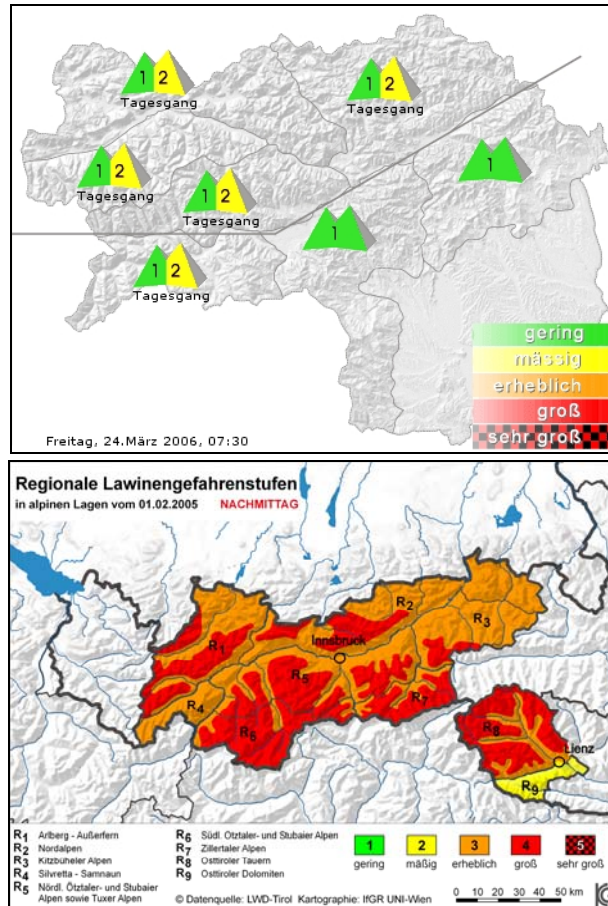 1 2
Tagesgang
1 2
Tagesgang
1
1 2
Tagesgang
1 2
Tagesgang
1
1 2
Tagesgang
gering
mässig
erheblich
groß
sehr groß
Freitag, 24.März 2006, 07:30
Regionale Lawinengefahrenstufen
in alpinen Lagen vom 01.02.2005 NACHMITTAG
R2
R3
Innsbruck
R1
R5
R4
R7
R6
R8
Lienz
R9
R1 Arlberg - Außerfern
R2 Nordalpen
R3 Kitzbüheler Alpen
R4 Silvretta - Samnaun
R5 Nördl. Ötztaler- und Stubaier
Alpen sowie Tuxer Alpen
R6 Südl. Ötztaler- und Stubaier Alpen
R7 Zillertaler Alpen
R8 Osttiroler Tauern
R9 Osttiroler Dolomiten
1 2 3 4 5
gering mäßig erheblich groß sehr groß
© Datenquelle: LWD-Tirol Kartographie: IfGR UNI-Wien
0 10 20 30 40 50 km